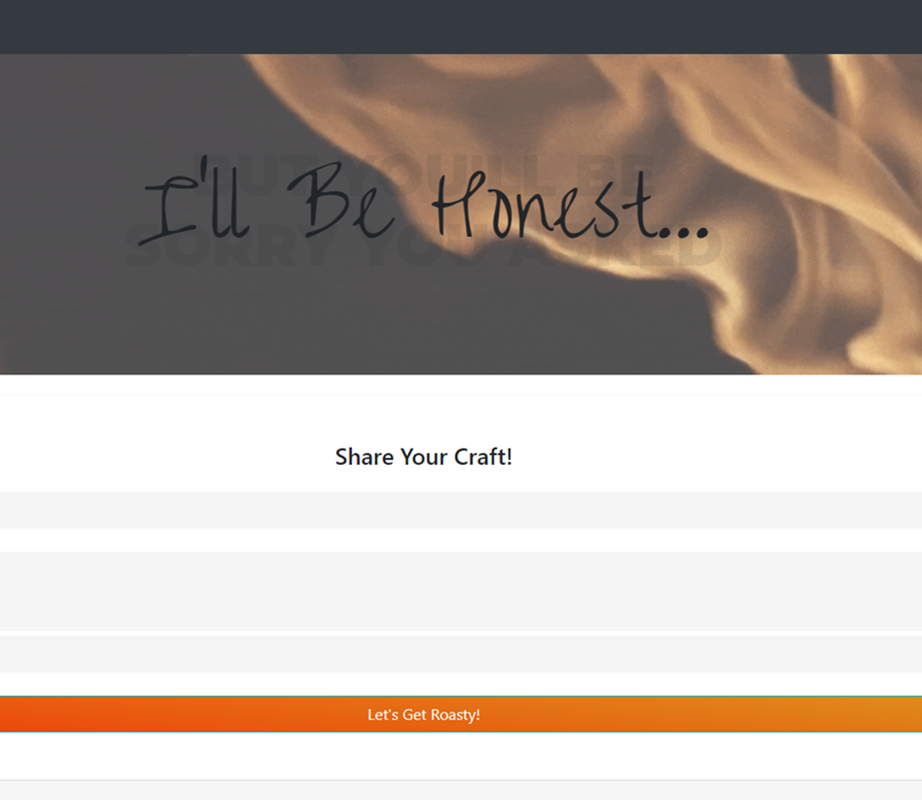 BUT YOU'LL BE
I'll Be Honest...
SORRY YOU ASKED
Share Your Craft!
Let's Get Roasty!